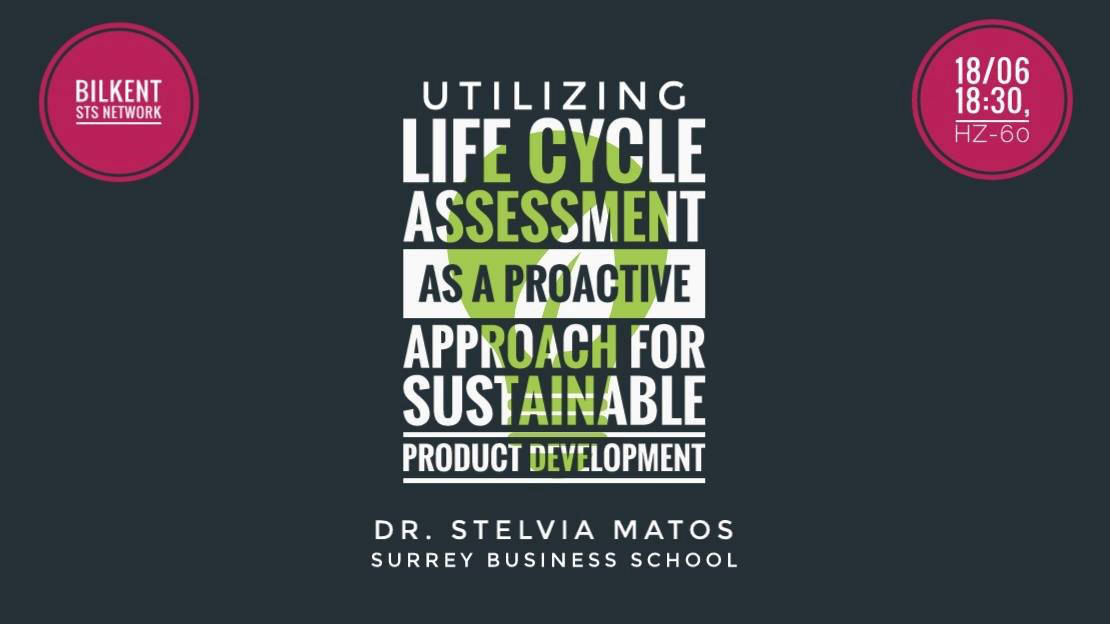 BILKENT
STS NETWORK
18/06
18:30,
HZ-60
UTILIZING
LIFE CYCLE
ASSESSMENT
AS A PROACTIVE
APPROACH FOR
SUSTAINABLE
PRODUCT DEVELOPMENT
DR. STELVIA MATOS
SURREY BUSINESS SCHOOL